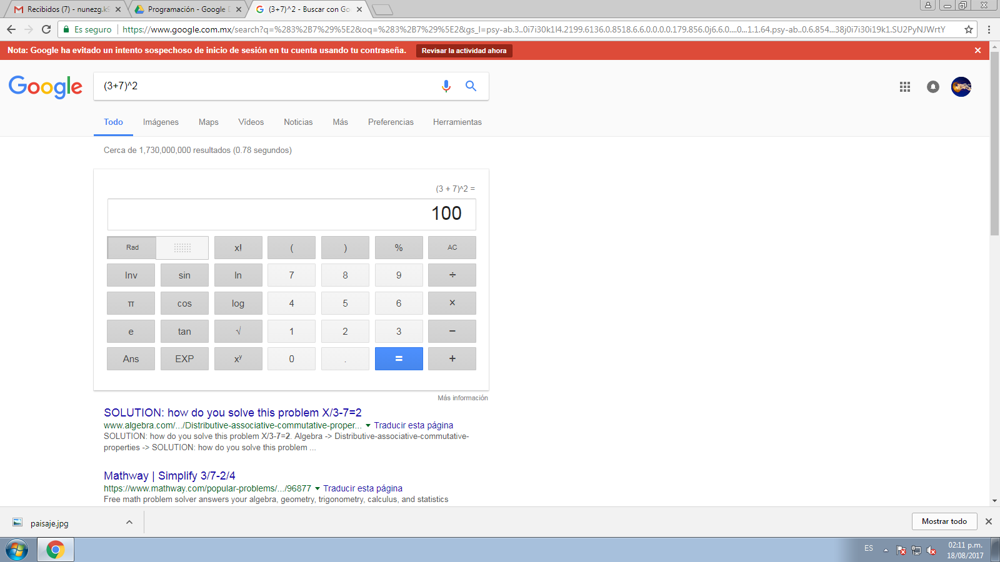 Recibidos (7) - nunezg.k9
Programación - Google D
(3+7)^2 - Buscar con Go
Es seguro
https://www.google.com.mx/search?q=%283%2B7%29%5E2&oq=%283%2B7%29%5E2&gs_l=psy-ab.3..0i7i30k1l4.2199.6136.0.8518.6.6.0.0.0.0.179.856.0j6.6.0....0...1.1.64.psy-ab..0.6.854...38j0i7i30i19k1.SU2PyNJWrtY
Nota: Google ha evitado un intento sospechoso de inicio de sesión en tu cuenta usando tu contraseña.
Revisar la actividad ahora
Google
(3+7)^2
Todo Imágenes Maps Vídeos Noticias Más Preferencias Herramientas
Cerca de 1,730,000,000 resultados (0.78 segundos)
(3 + 7)^2 =
100
Rad x! ( ) % AC
Inv sin ln 7 8 9 ÷
π cos log 4 5 6 ×
e tan √ 1 2 3 −
Ans EXP xʸ 0 . = +
Más información
SOLUTION: how do you solve this problem X/3-7=2
www.algebra.com/.../Distributive-associative-commutative-proper... Traducir esta página
SOLUTION: how do you solve this problem X/3-7=2. Algebra -> Distributive-associative-commutative-
properties -> SOLUTION: how do you solve this problem ...
Mathway | Simplify 3/7-2/4
https://www.mathway.com/popular-problems/.../96877 Traducir esta página
Free math problem solver answers your algebra, geometry, trigonometry, calculus, and statistics
paisaje.jpg
Mostrar todo
ES
02:11 p.m.
18/08/2017